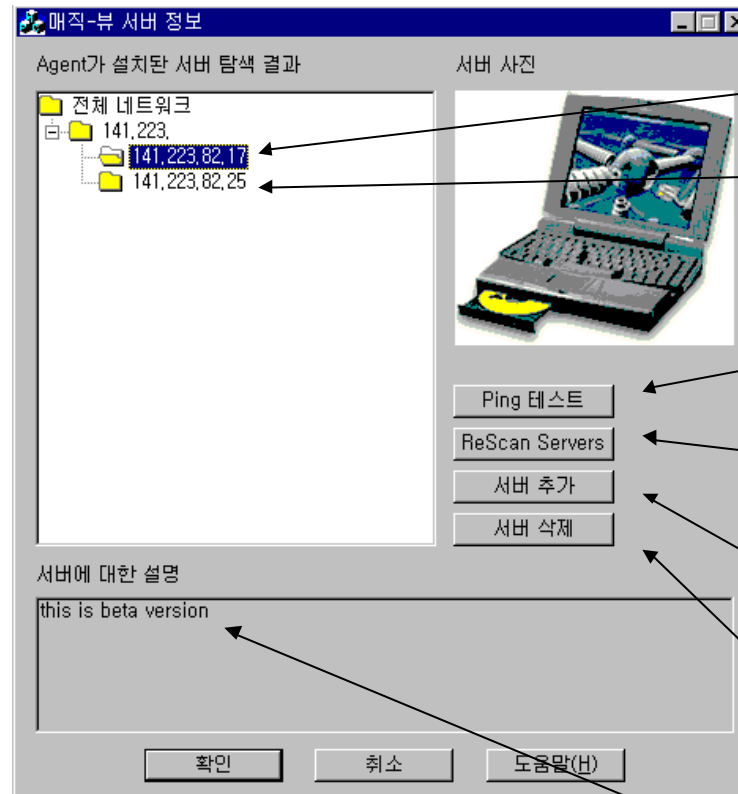 매직-뷰 서버 정보
Agent가 설치돤 서버 탐색 결과
서버 사진
전체 네트워크
141,223,
141,223,82,17
141,223,82,25
Ping 테스트
ReScan Servers
서버 추가
서버 삭제
서버에 대한 설명
this is beta version
확인
취소
도움말(H)